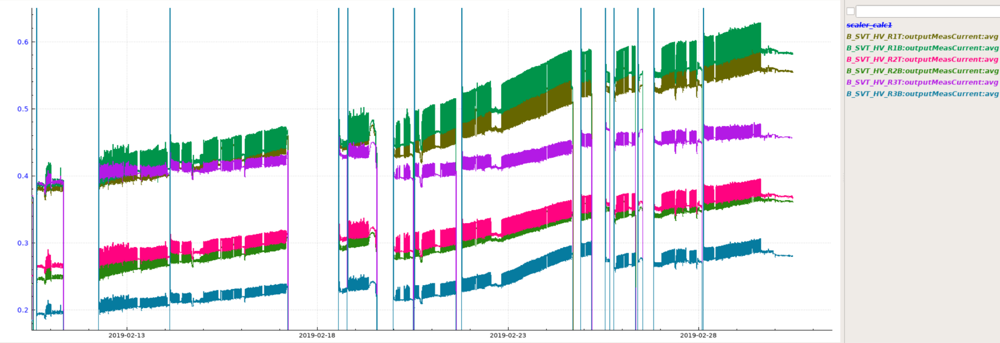 0.6
0.5
0.4
0.3
0.2
2019-02-13
2019-02-18
2019-02-23
2019-02-28
scaler_calc1
B_SVT_HV_R1T:outputMeasCurrent:avg
B_SVT_HV_R1B:outputMeasCurrent:avg
B_SVT_HV_R2T:outputMeasCurrent:avg
B_SVT_HV_R2B:outputMeasCurrent:avg
B_SVT_HV_R3T:outputMeasCurrent:avg
B_SVT_HV_R3B:outputMeasCurrent:avg